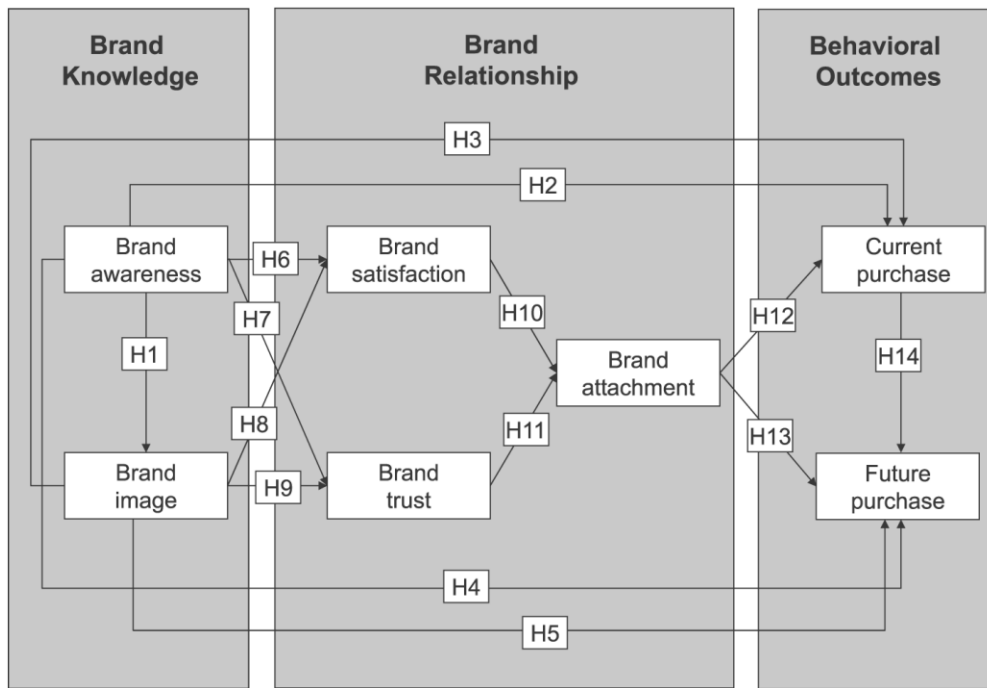 Brand
Knowledge
Brand
Relationship
Behavioral
Outcomes
H3
H2
Brand
awareness
H6
Brand
satisfaction
Current
purchase
H7
H10
H12
H1
Brand
attachment
H14
H8
H11
H13
Brand
image
H9
Brand
trust
Future
purchase
H4
H5